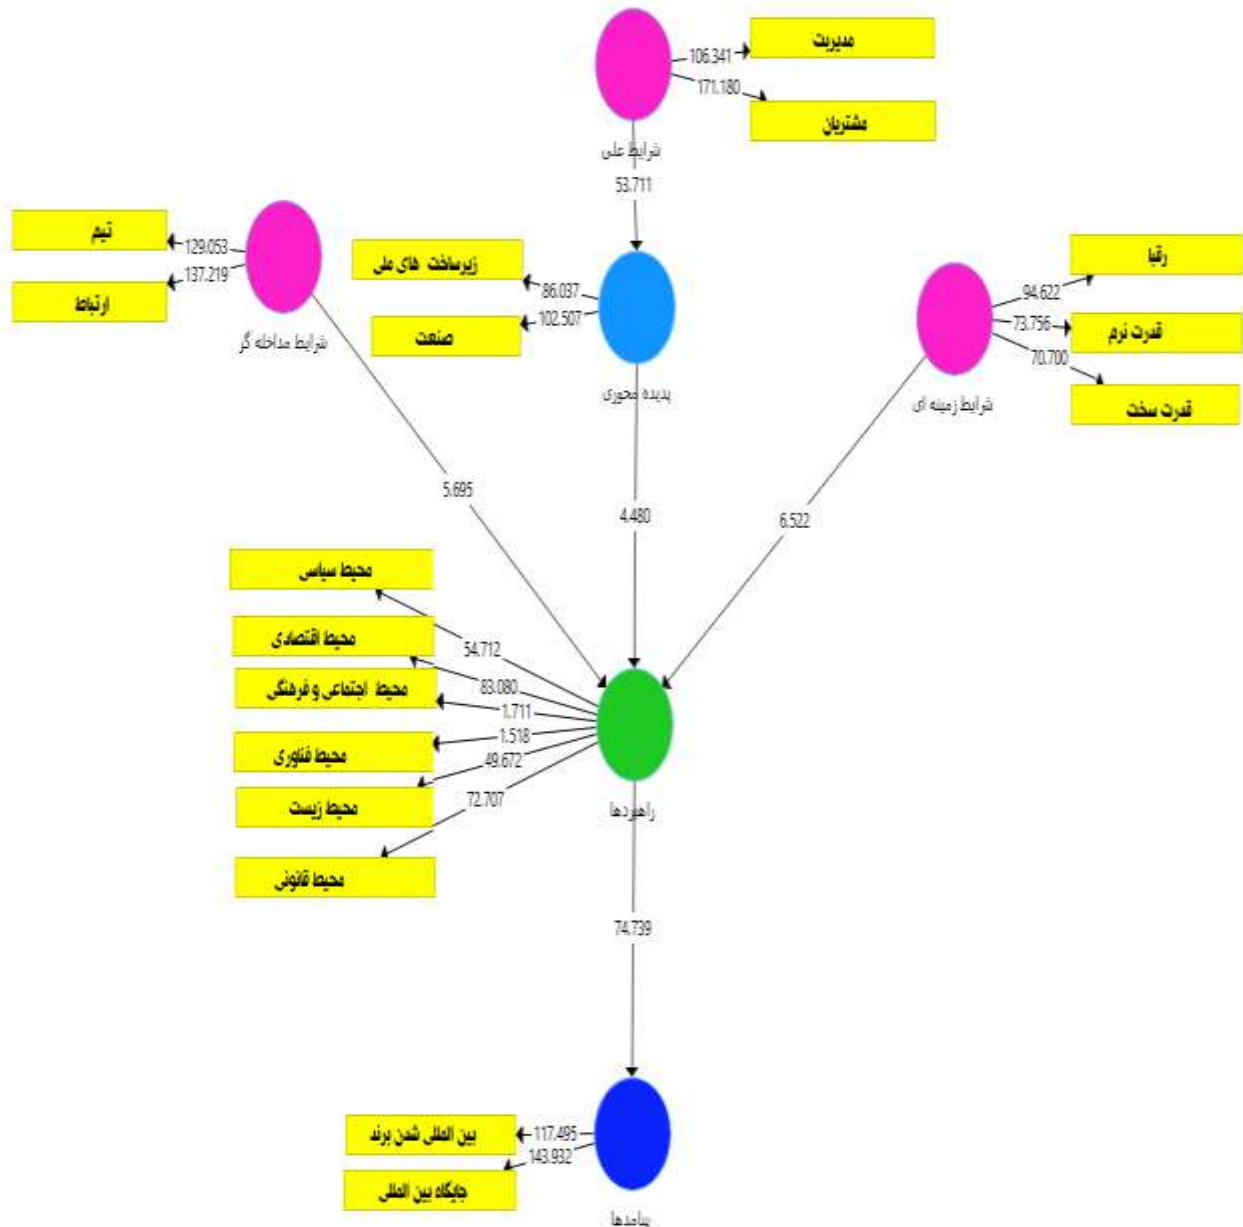 مدیریت
106.341
171.180
مشتریان
شرایط علی
53.711
تیم
129.053
137.219
ارتباط
شرایط مداخله گر
زیرساخت های ملی
86.037
102.507
صنعت
پدیده محوری
رقبا
94.622
73.756
قدرت نرم
70.700
قدرت سخت
شرایط زمینه ای
5.695
4.480
6.522
محیط سیاسی
54.712
محیط اقتصادی
83.080
محیط اجتماعی و فرهنگی
1.711
1.518
محیط فناوری
49.672
محیط زیست
72.707
محیط قانونی
راهبردها
74.739
بین المللی شدن برند
117.495
143.932
جایگاه بین المللی
پیامدها